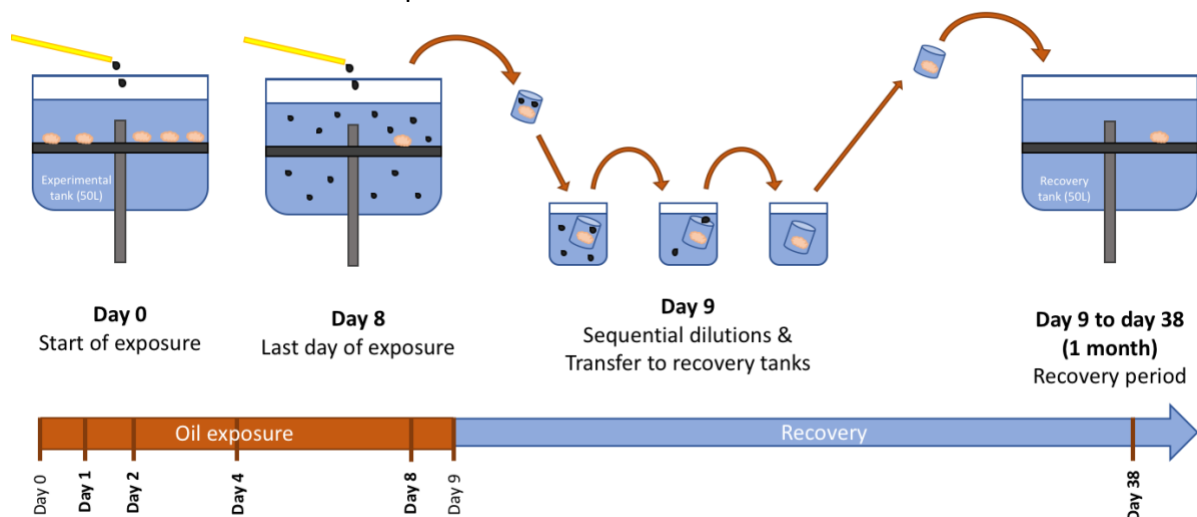 Experimental
tank (50L)
Recovery
tank (50L)
Day 0
Start of exposure
Day 8
Last day of exposure
Day 9
Sequential dilutions &
Transfer to recovery tanks
Day 9 to day 38
(1 month)
Recovery period
Oil exposure
Recovery
Day 0
Day 1
Day 2
Day 4
Day 8
Day 9
Day 38